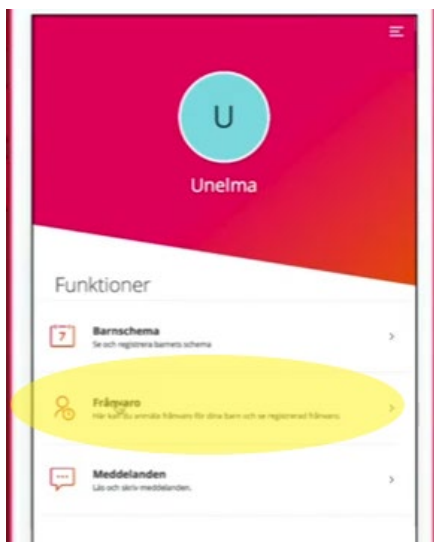 U
Unelma
Funktioner
7
Barnschema
Se och registrera barnets schema
Frånvaro
Här kan du anmäla frånvaro för dina barn och se registrerad frånvaro.
Meddelanden
Läs och skriv meddelanden.